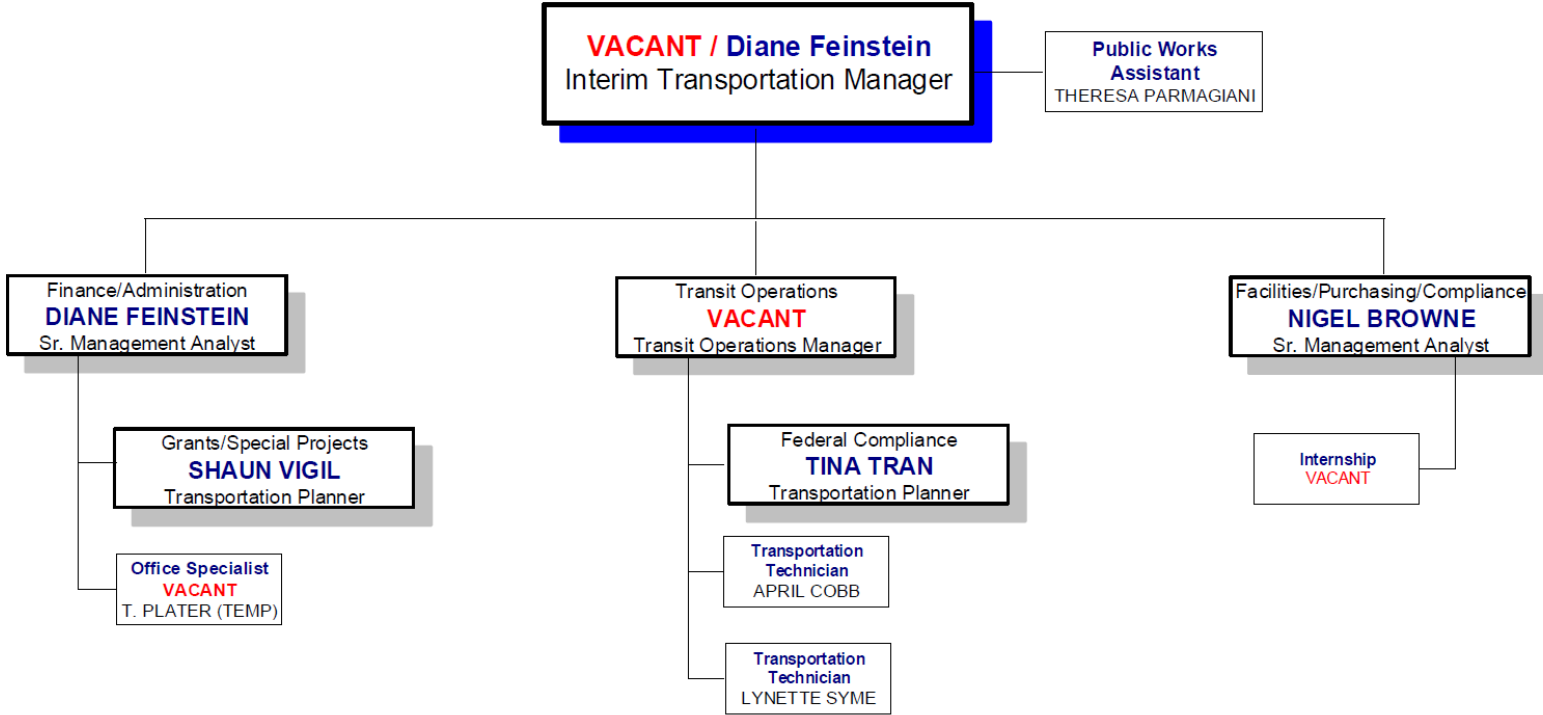 VACANT / Diane Feinstein
Interim Transportation Manager
Public Works
Assistant
THERESA PARMAGIANI
Finance/Administration
DIANE FEINSTEIN
Sr. Management Analyst
Transit Operations
VACANT
Transit Operations Manager
Facilities/Purchasing/Compliance
NIGEL BROWNE
Sr. Management Analyst
Grants/Special Projects
SHAUN VIGIL
Transportation Planner
Federal Compliance
TINA TRAN
Transportation Planner
Internship
VACANT
Office Specialist
VACANT
T. PLATER (TEMP)
Transportation
Technician
APRIL COBB
Transportation
Technician
LYNETTE SYME